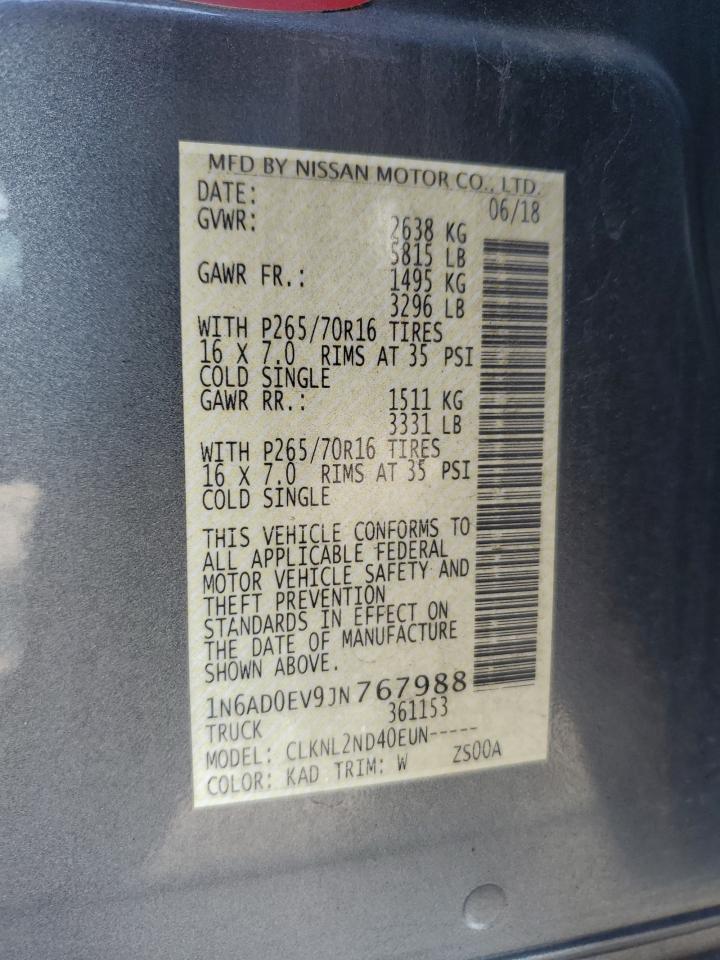 MFD BY NISSAN MOTOR CO., LTD.
DATE: 06/18
GVWR: 2638 KG
5815 LB
GAWR FR.: 1495 KG
3296 LB
WITH P265/70R16 TIRES
16 X 7.0 RIMS AT 35 PSI
COLD SINGLE
GAWR RR.: 1511 KG
3331 LB
WITH P265/70R16 TIRES
16 X 7.0 RIMS AT 35 PSI
COLD SINGLE
THIS VEHICLE CONFORMS TO
ALL APPLICABLE FEDERAL
MOTOR VEHICLE SAFETY AND
THEFT PREVENTION
STANDARDS IN EFFECT ON
THE DATE OF MANUFACTURE
SHOWN ABOVE.
1N6AD0EV9JN767988
TRUCK 361153
MODEL: CLKNL2ND40EUN-----
COLOR: KAD TRIM: W ZS00A